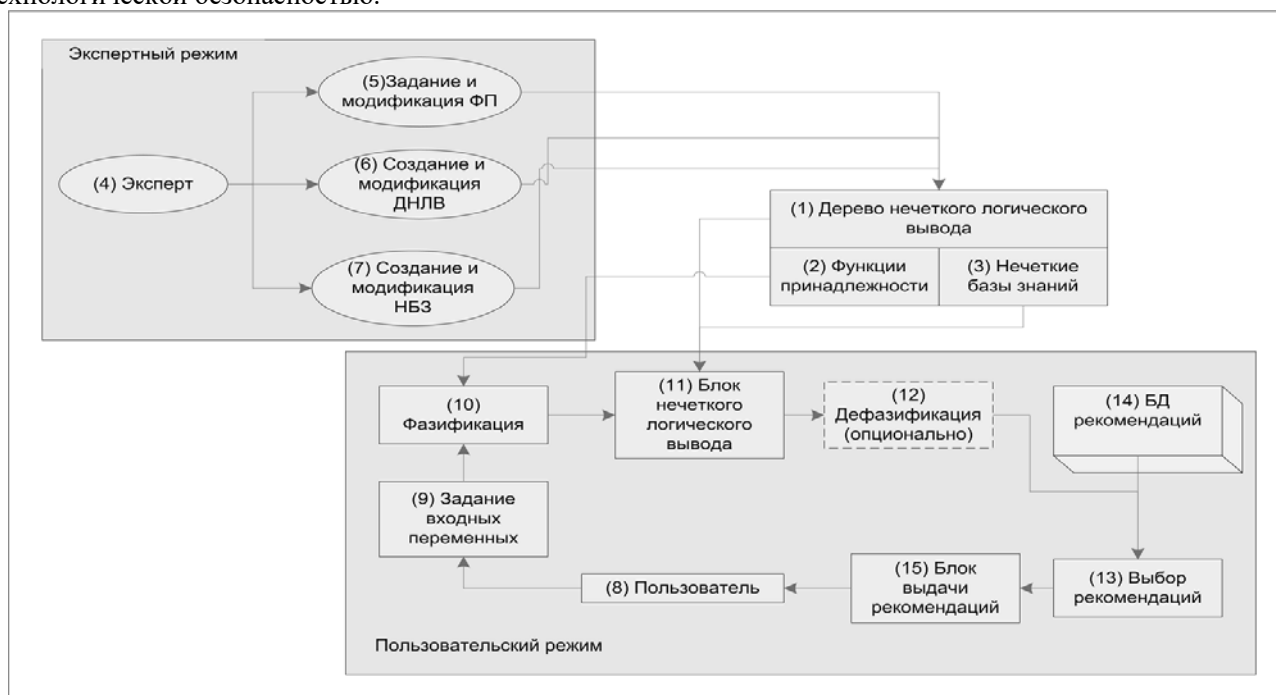 ехнологической безопасностью.
Экспертный режим
(5)Задание и
модификация ФП
(4) Эксперт
(6) Создание и
модификация
ДНЛВ
(7) Создание и
модификация
НБЗ
(1) Дерево нечеткого логического
вывода
(2) Функции
принадлежности
(3) Нечеткие
базы знаний
(10)
Фазификация
(11) Блок
нечеткого
логического
вывода
(12)
Дефазификация
(опционально)
(14) БД
рекомендаций
(9) Задание
входных
переменных
(8) Пользователь
(15) Блок
выдачи
рекомендаций
(13) Выбор
рекомендаций
Пользовательский режим